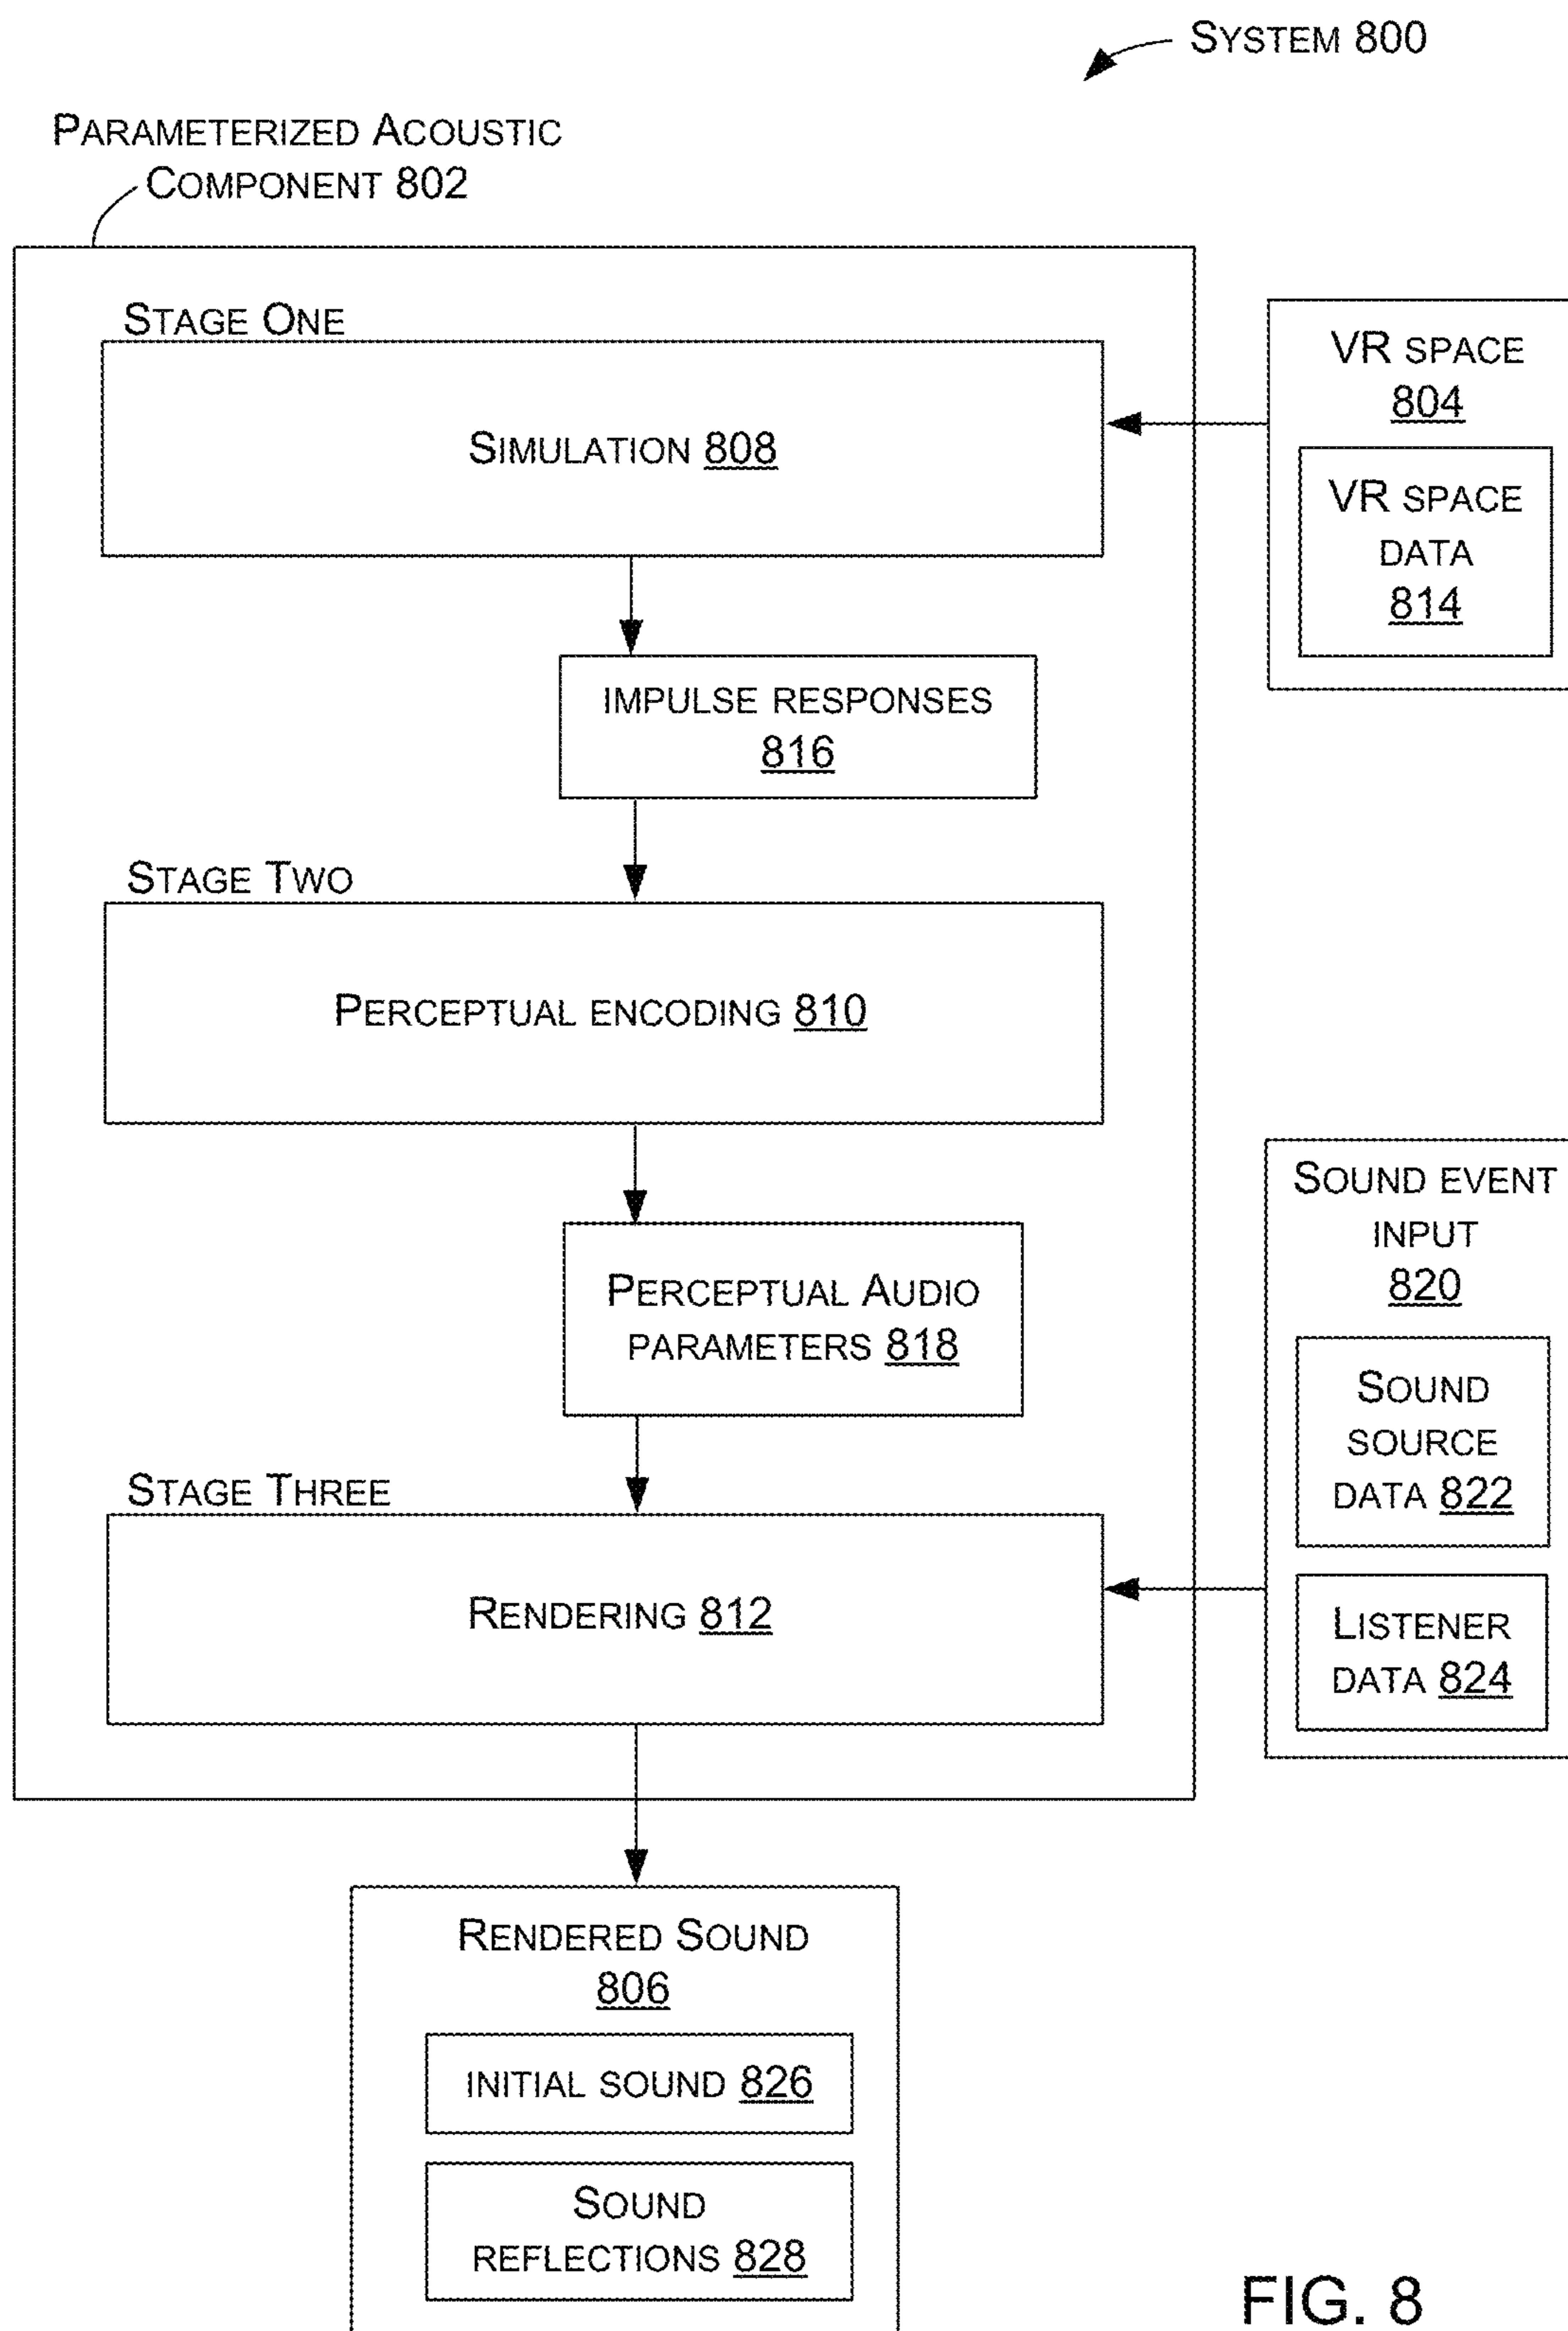 SYSTEM 800
PARAMETERIZED ACOUSTIC
COMPONENT 802
STAGE ONE
SIMULATION 808
VR SPACE
804
VR SPACE
DATA
814
IMPULSE RESPONSES
816
STAGE TWO
PERCEPTUAL ENCODING 810
PERCEPTUAL AUDIO
PARAMETERS 818
SOUND EVENT
INPUT
820
SOUND
SOURCE
DATA 822
LISTENER
DATA 824
STAGE THREE
RENDERING 812
RENDERED SOUND
806
INITIAL SOUND 826
SOUND
REFLECTIONS 828
FIG. 8